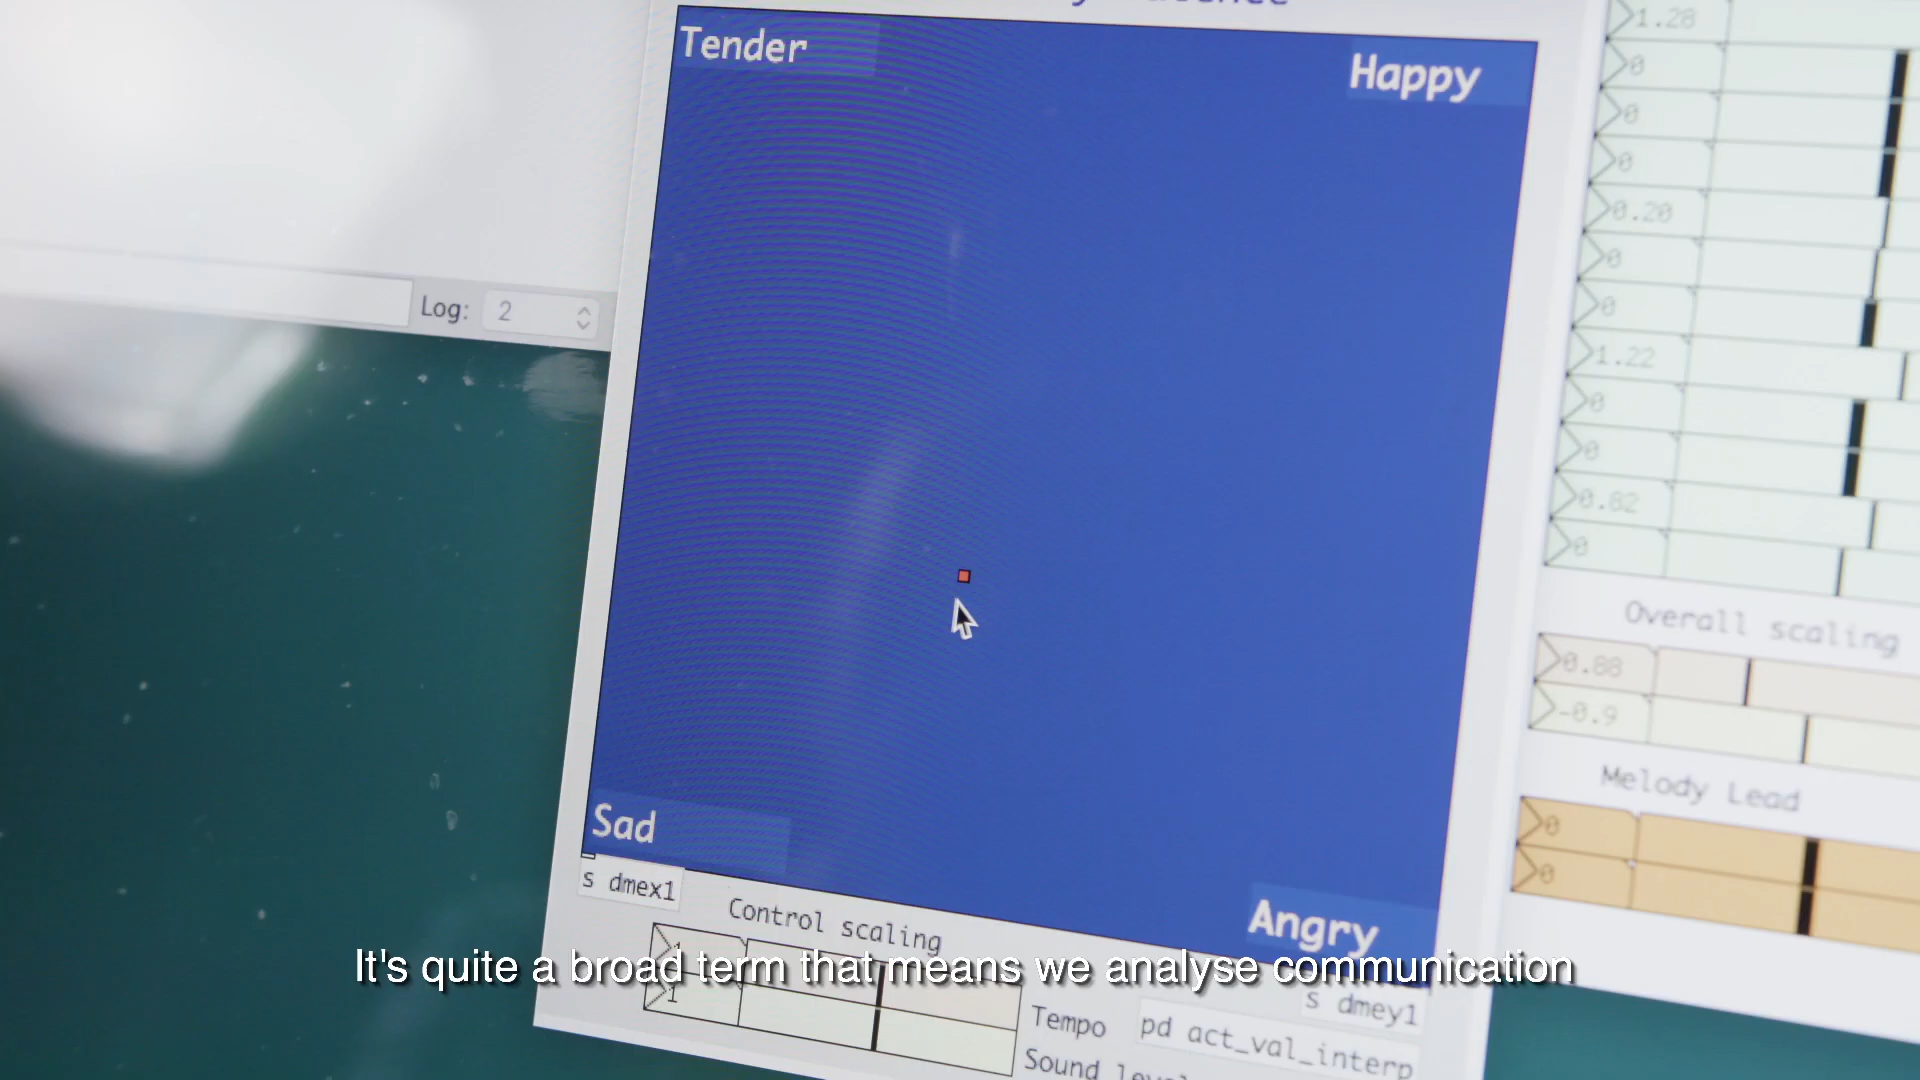 Tender
Happy
1.28
0
0
0
0.20
0
0
Log: 2
1.22
0
0
0.82
0
Overall scaling
0.88
-0.9
Melody Lead
0
0
Sad
s dmex1
Control scaling
Angry
1
1
It's quite a broad term that means we analyse communication
s dmey1
Tempo
pd act_val_interp
Sound